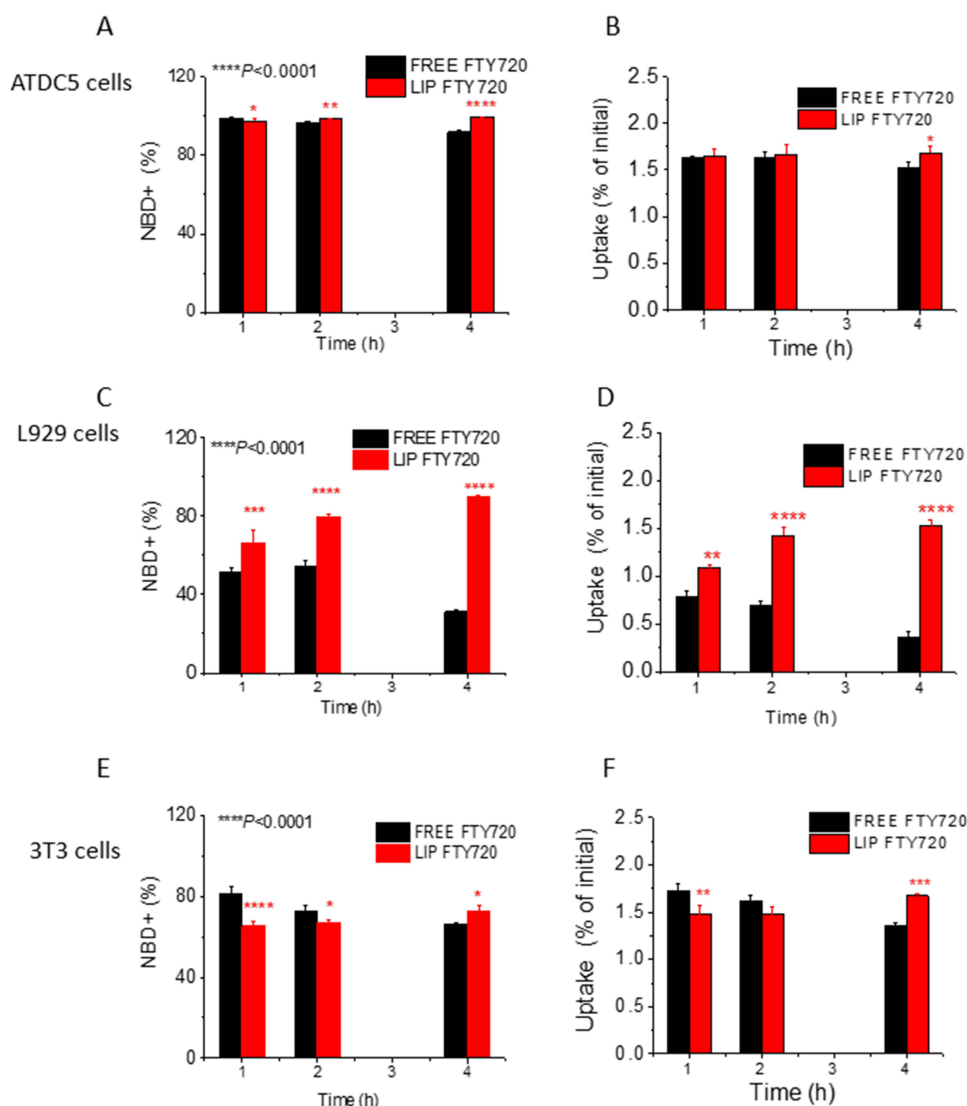 A
ATDC5 cells
****P<0.0001
FREE FTY720
LIP FTY720
* ** ****
NBD+ (%)
120
80
40
0
1 2 3 4
Time (h)
B
FREE FTY720
LIP FTY720
*
Uptake (% of initial)
2.5
2.0
1.5
1.0
0.5
0.0
1 2 3 4
Time (h)
C
L929 cells
****P<0.0001
FREE FTY720
LIP FTY720
*** **** ****
NBD+ (%)
120
80
40
0
1 2 3 4
Time (h)
D
FREE FTY720
LIP FTY720
** **** ****
Uptake (% of initial)
2.5
2.0
1.5
1.0
0.5
0.0
1 2 3 4
Time (h)
E
3T3 cells
****P<0.0001
FREE FTY720
LIP FTY720
**** * *
NBD+ (%)
120
80
40
0
1 2 3 4
Time (h)
F
FREE FTY720
LIP FTY720
** ***
Uptake (% of initial)
2.5
2.0
1.5
1.0
0.5
0.0
1 2 3 4
Time (h)